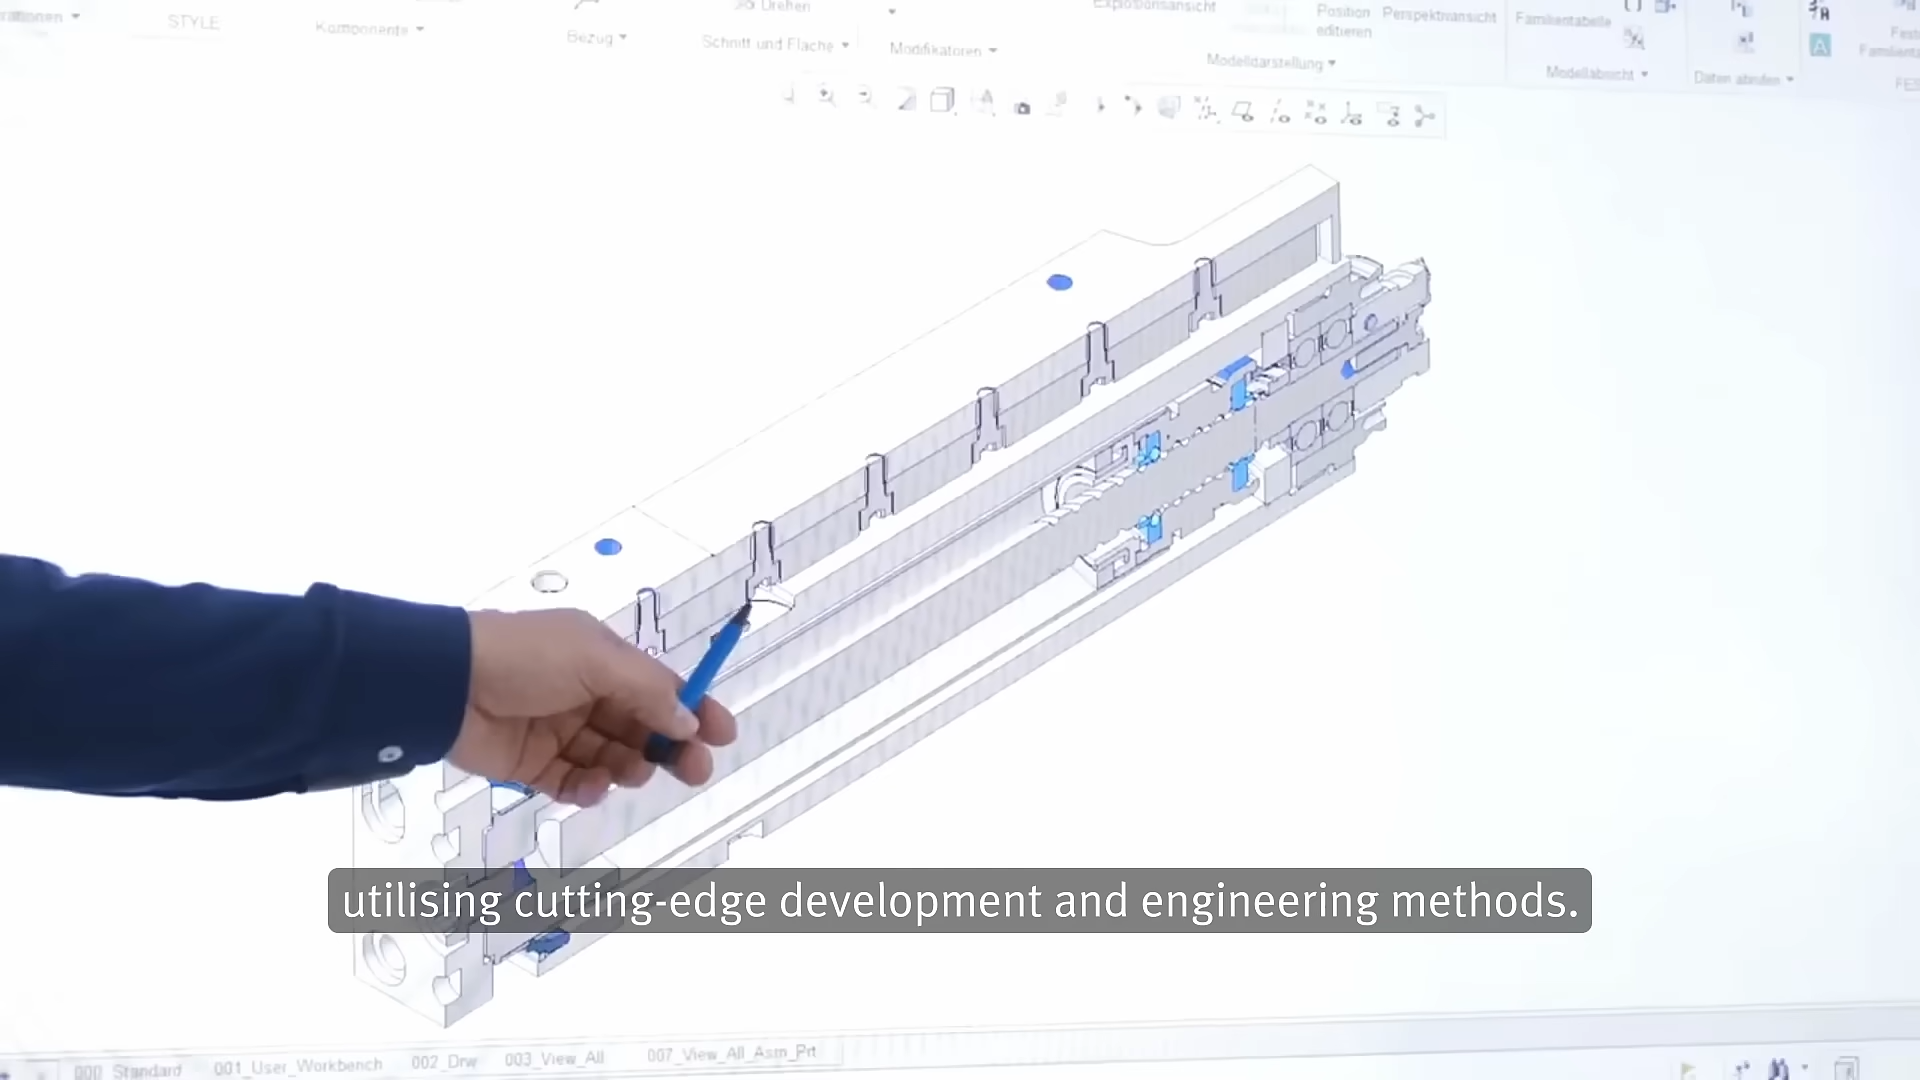 Drehen
STYLE
Komponente
Bezug
Schnitt und Fläche
Modifikatoren
Explosionsansicht
Position
editieren
Perspektivansicht
Modelldarstellung
Familientabelle
Modellabsicht
Daten abrufen
utilising cutting-edge development and engineering methods.
000_Standard
001_User_Workbench
002_Drw
003_View_All
007_View_All_Asm_Prt